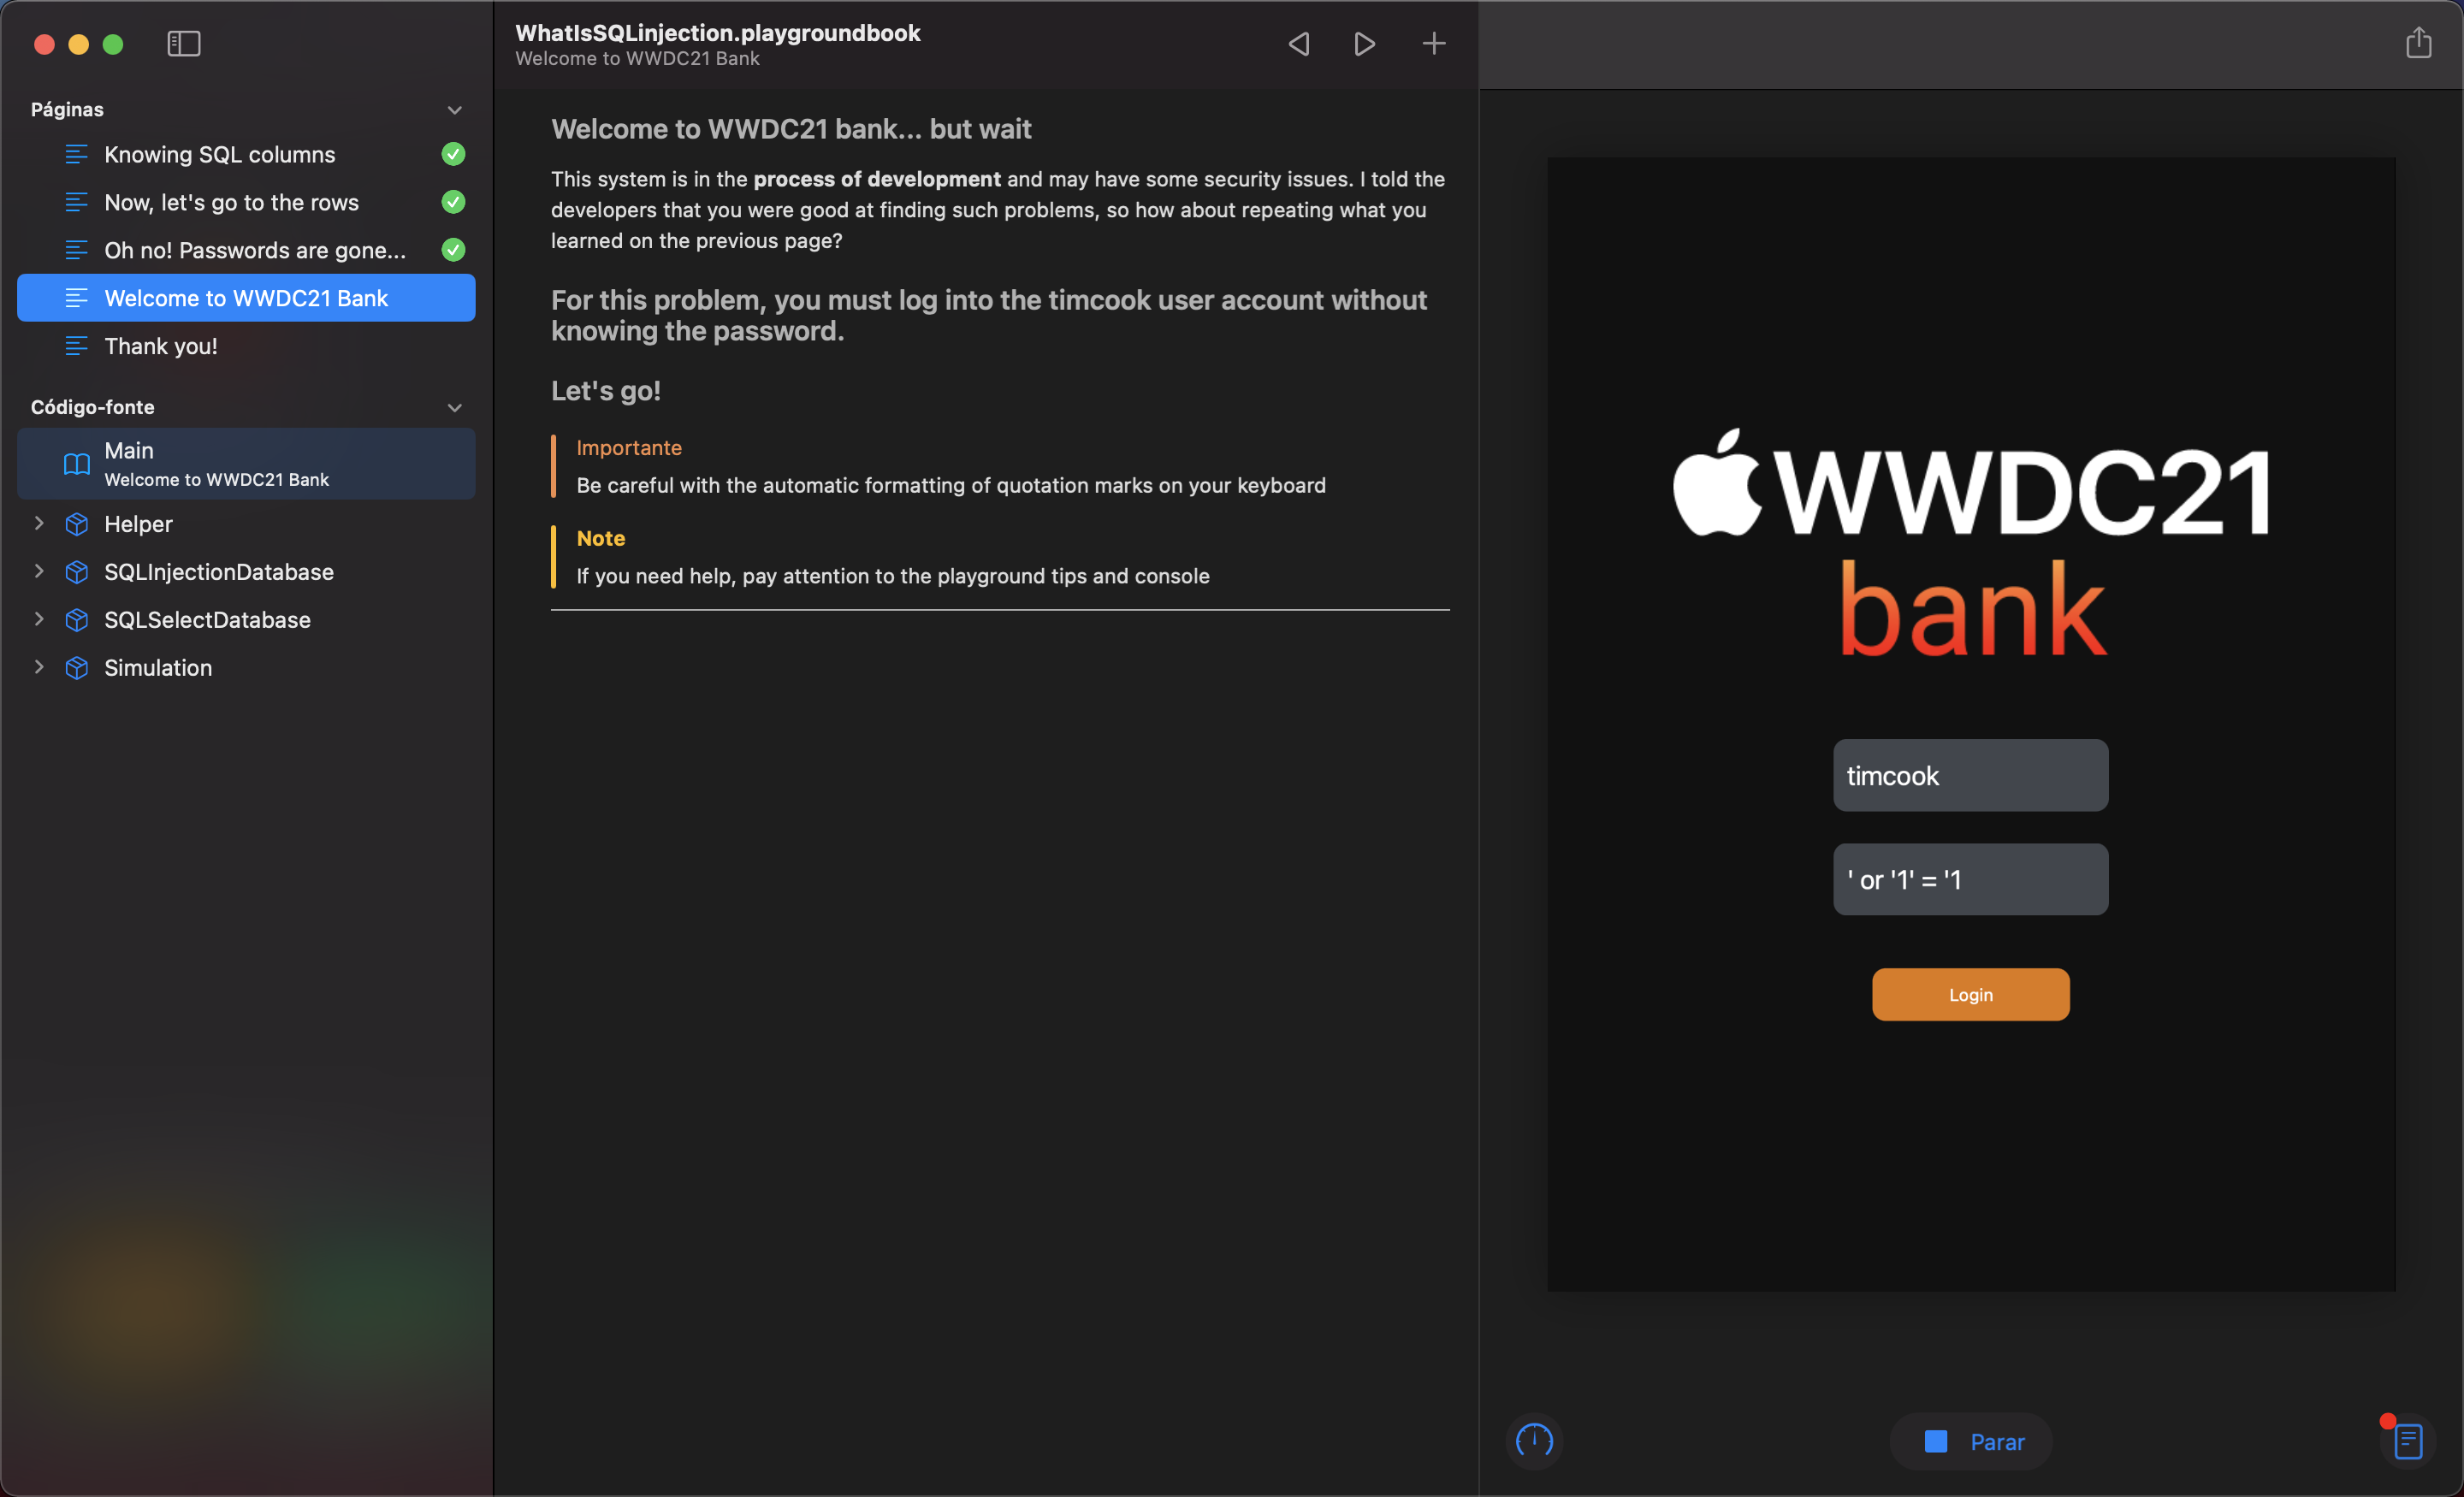 Páginas
Knowing SQL columns
Now, let's go to the rows
Oh no! Passwords are gone...
Welcome to WWDC21 Bank
Thank you!
Código-fonte
Main
Welcome to WWDC21 Bank
Helper
SQLInjectionDatabase
SQLSelectDatabase
Simulation
WhatIsSQLinjection.playgroundbook
Welcome to WWDC21 Bank
Welcome to WWDC21 bank... but wait
This system is in the process of development and may have some security issues. I told the
developers that you were good at finding such problems, so how about repeating what you
learned on the previous page?
For this problem, you must log into the timcook user account without
knowing the password.
Let's go!
Importante
Be careful with the automatic formatting of quotation marks on your keyboard
Note
If you need help, pay attention to the playground tips and console
WWDC21
bank
timcook
' or '1' = '1
Login
Parar